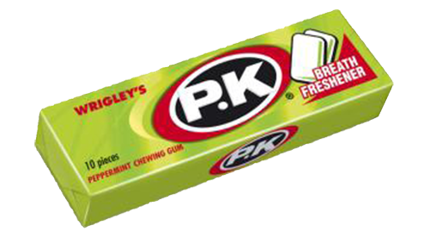 WRIGLEY'S
P.K
®
BREATH
FRESHENER
10 pieces
PEPPERMINT CHEWING GUM
P.K